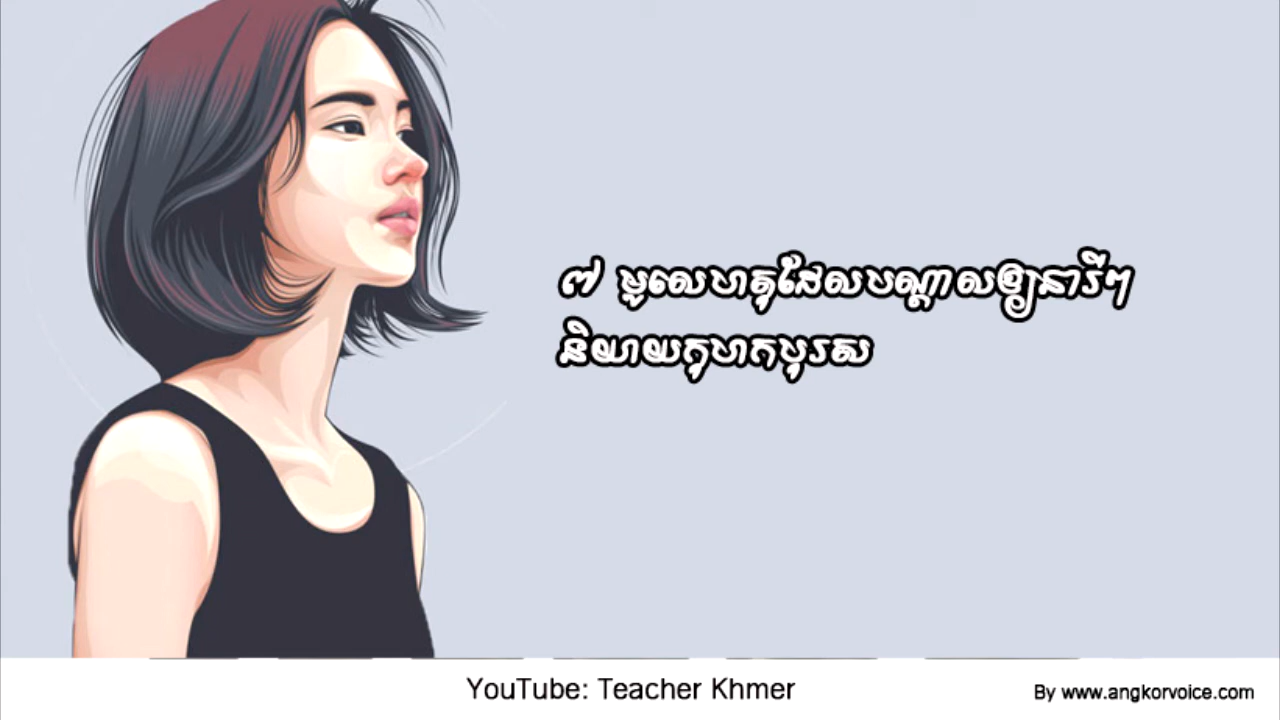 ៧ មូលហេតុដែលបណ្តាលឱ្យនារីៗ
និយាយកុហកបុរស
YouTube: Teacher Khmer
By www.angkorvoice.com